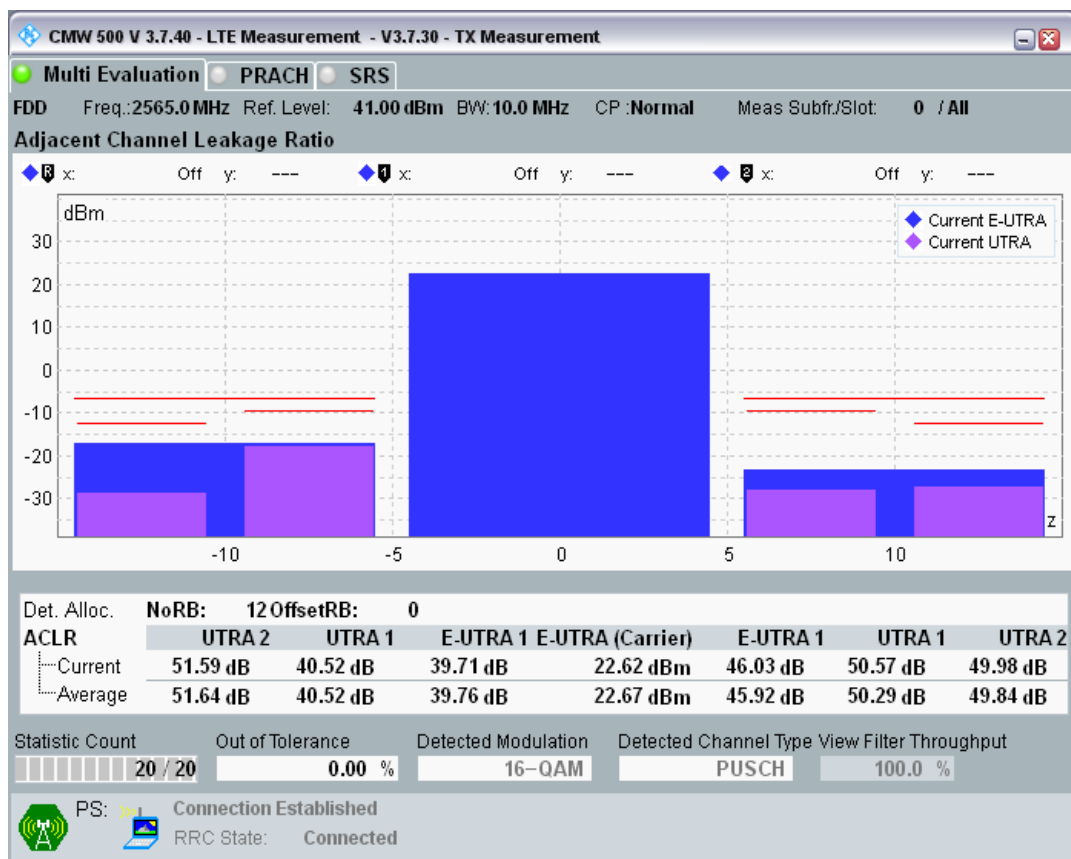 CMW 500 V 3.7.40 - LTE Measurement - V3.7.30 - TX Measurement
Multi Evaluation PRACH SRS
FDD Freq.:2565.0 MHz Ref. Level: 41.00 dBm BW: 10.0 MHz CP :Normal Meas Subfr./Slot: 0 / All
Adjacent Channel Leakage Ratio
R x: Off y: --- 1 x: Off y: --- 2 x: Off y: ---
dBm
Current E-UTRA
Current UTRA
30
20
10
0
-10
-20
-30
z
-10 -5 0 5 10
Det. Alloc. NoRB: 12 OffsetRB: 0
ACLR UTRA 2 UTRA 1 E-UTRA 1 E-UTRA (Carrier) E-UTRA 1 UTRA 1 UTRA 2
Current 51.59 dB 40.52 dB 39.71 dB 22.62 dBm 46.03 dB 50.57 dB 49.98 dB
Average 51.64 dB 40.52 dB 39.76 dB 22.67 dBm 45.92 dB 50.29 dB 49.84 dB
Statistic Count Out of Tolerance Detected Modulation Detected Channel Type View Filter Throughput
20 / 20 0.00 % 16-QAM PUSCH 100.0 %
PS: Connection Established
RRC State: Connected